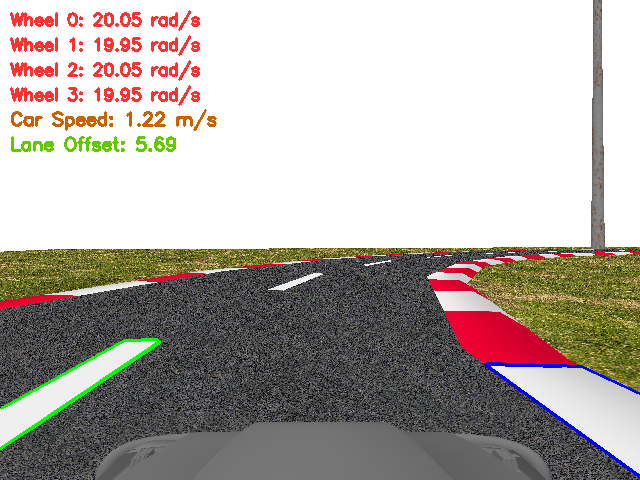 Wheel 0: 20.05 rad/s
Wheel 1: 19.95 rad/s
Wheel 2: 20.05 rad/s
Wheel 3: 19.95 rad/s
Car Speed: 1.22 m/s
Lane Offset: 5.69